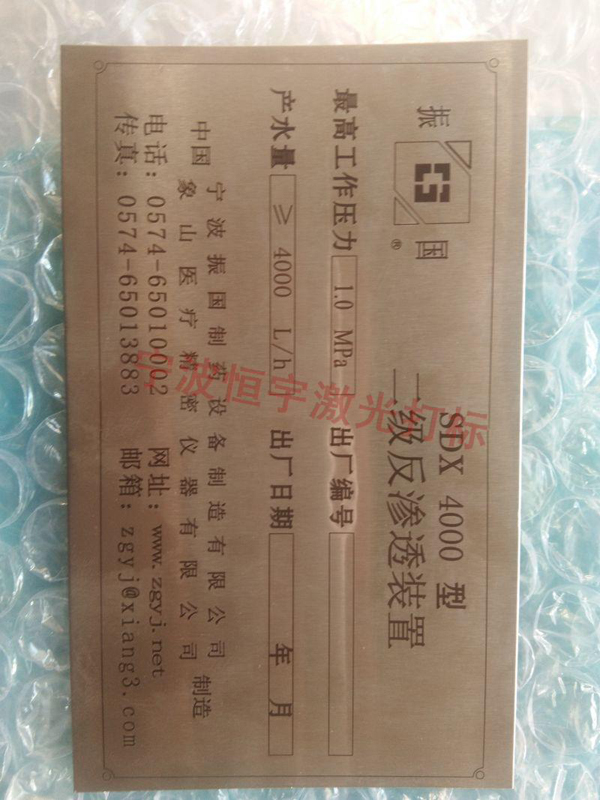 振国®
SDX 4000 型
二级反渗透装置
最高工作压力 1.0 MPa 出厂编号
产水量 ≥ 4000 L/h 出厂日期 年 月
中国 宁波振国制药设备制造有限公司
象山医疗精密仪器有限公司 制造
电话: 0574-65010002 网址: www.zgyj.net
传真: 0574-65013883 邮箱: zgyj@xiang3.com
宁波恒宇激光打标